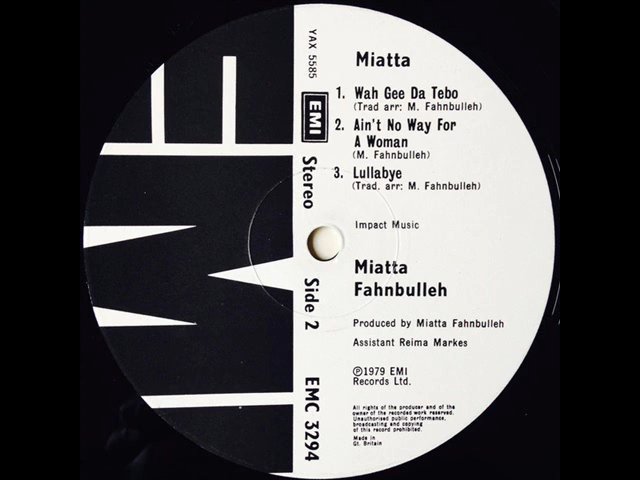 Miatta
1. Wah Gee Da Tebo
(Trad arr: M. Fahnbulleh)
2. Ain't No Way For
A Woman
(M. Fahnbulleh)
3. Lullabye
(Trad. arr: M. Fahnbulleh)
Impact Music
Miatta
Fahnbulleh
Produced by Miatta Fahnbulleh
Assistant Reima Markes
℗1979 EMI
Records Ltd.
All rights of the producer and of the
owner of the recorded work reserved.
Unauthorised public performance,
broadcasting and copying
of this record prohibited.
Made in
Gt. Britain
YAX 5585
EMI
Stereo
Side 2
EMC 3294
EMI